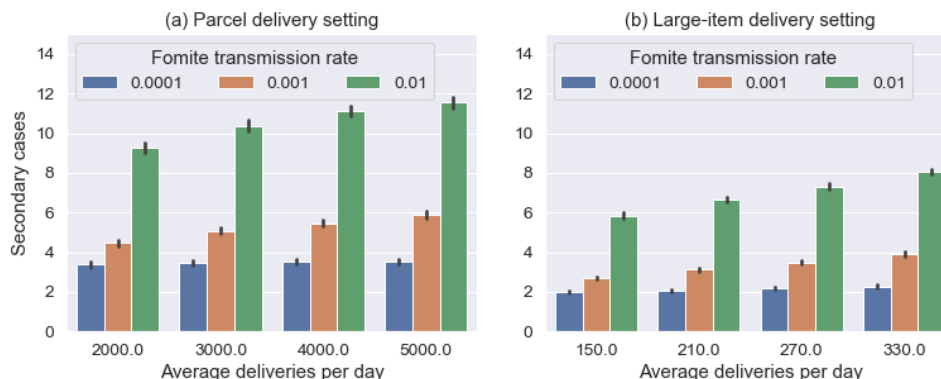 (a) Parcel delivery setting
Fomite transmission rate
0.0001 0.001 0.01
14
12
10
8
6
4
2
0
Secondary cases
2000.0 3000.0 4000.0 5000.0
Average deliveries per day
(b) Large-item delivery setting
Fomite transmission rate
0.0001 0.001 0.01
14
12
10
8
6
4
2
0
150.0 210.0 270.0 330.0
Average deliveries per day